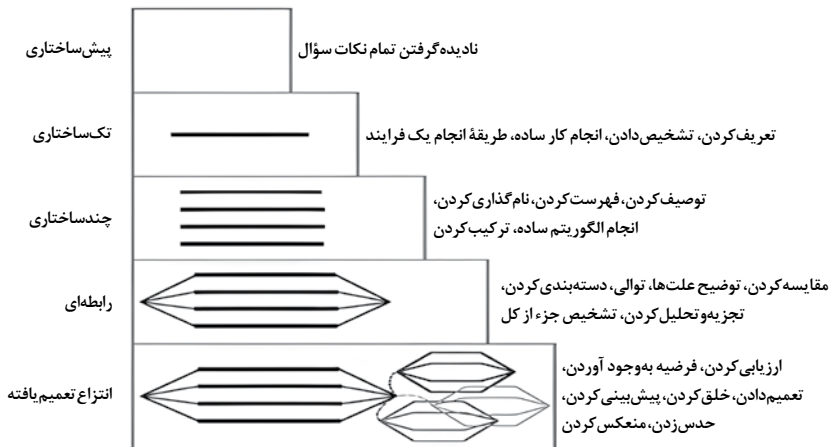 پیش‌ساختاری
نادیده‌گرفتن تمام نکات سؤال
تک‌ساختاری
تعریف‌کردن، تشخیص‌دادن، انجام کار ساده، طریقهٔ انجام یک فرایند
چندساختاری
توصیف‌کردن، فهرست‌کردن، نام‌گذاری‌کردن،
انجام الگوریتم ساده، ترکیب‌کردن
رابطه‌ای
مقایسه‌کردن، توضیح علت‌ها، توالی، دسته‌بندی‌کردن،
تجزیه‌وتحلیل‌کردن، تشخیص جزء از کل
انتزاع تعمیم‌یافته
ارزیابی‌کردن، فرضیه به‌وجود آوردن،
تعمیم‌دادن، خلق‌کردن، پیش‌بینی‌کردن،
حدس‌زدن، منعکس‌کردن